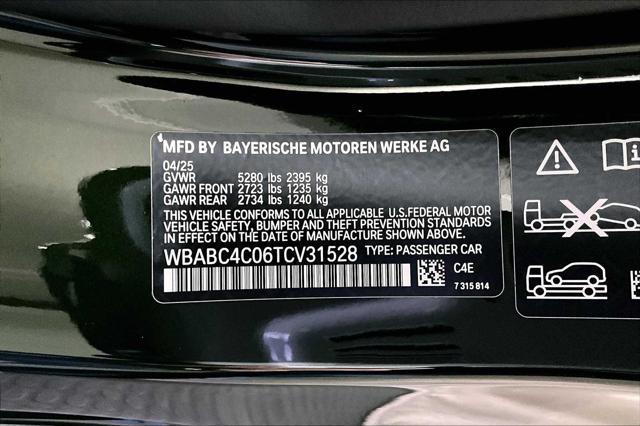 MFD BY BAYERISCHE MOTOREN WERKE AG
04/25
GVWR 5280 lbs 2395 kg
GAWR FRONT 2723 lbs 1235 kg
GAWR REAR 2734 lbs 1240 kg
THIS VEHICLE CONFORMS TO ALL APPLICABLE U.S.FEDERAL MOTOR
VEHICLE SAFETY, BUMPER AND THEFT PREVENTION STANDARDS
IN EFFECT ON THE DATE OF MANUFACTURE SHOWN ABOVE.
WBABC4C06TCV31528 TYPE: PASSENGER CAR
C4E
7 315 814